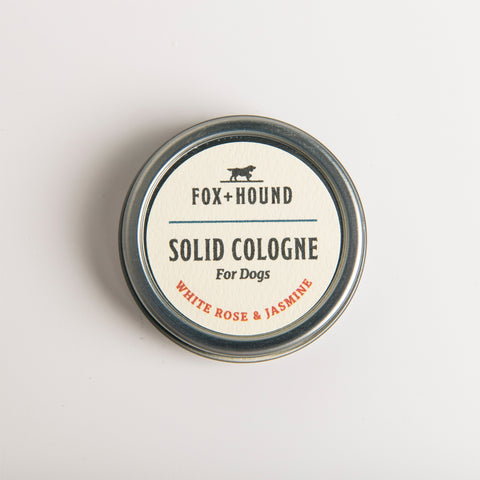 FOX+HOUND
SOLID COLOGNE
For Dogs
WHITE ROSE & JASMINE